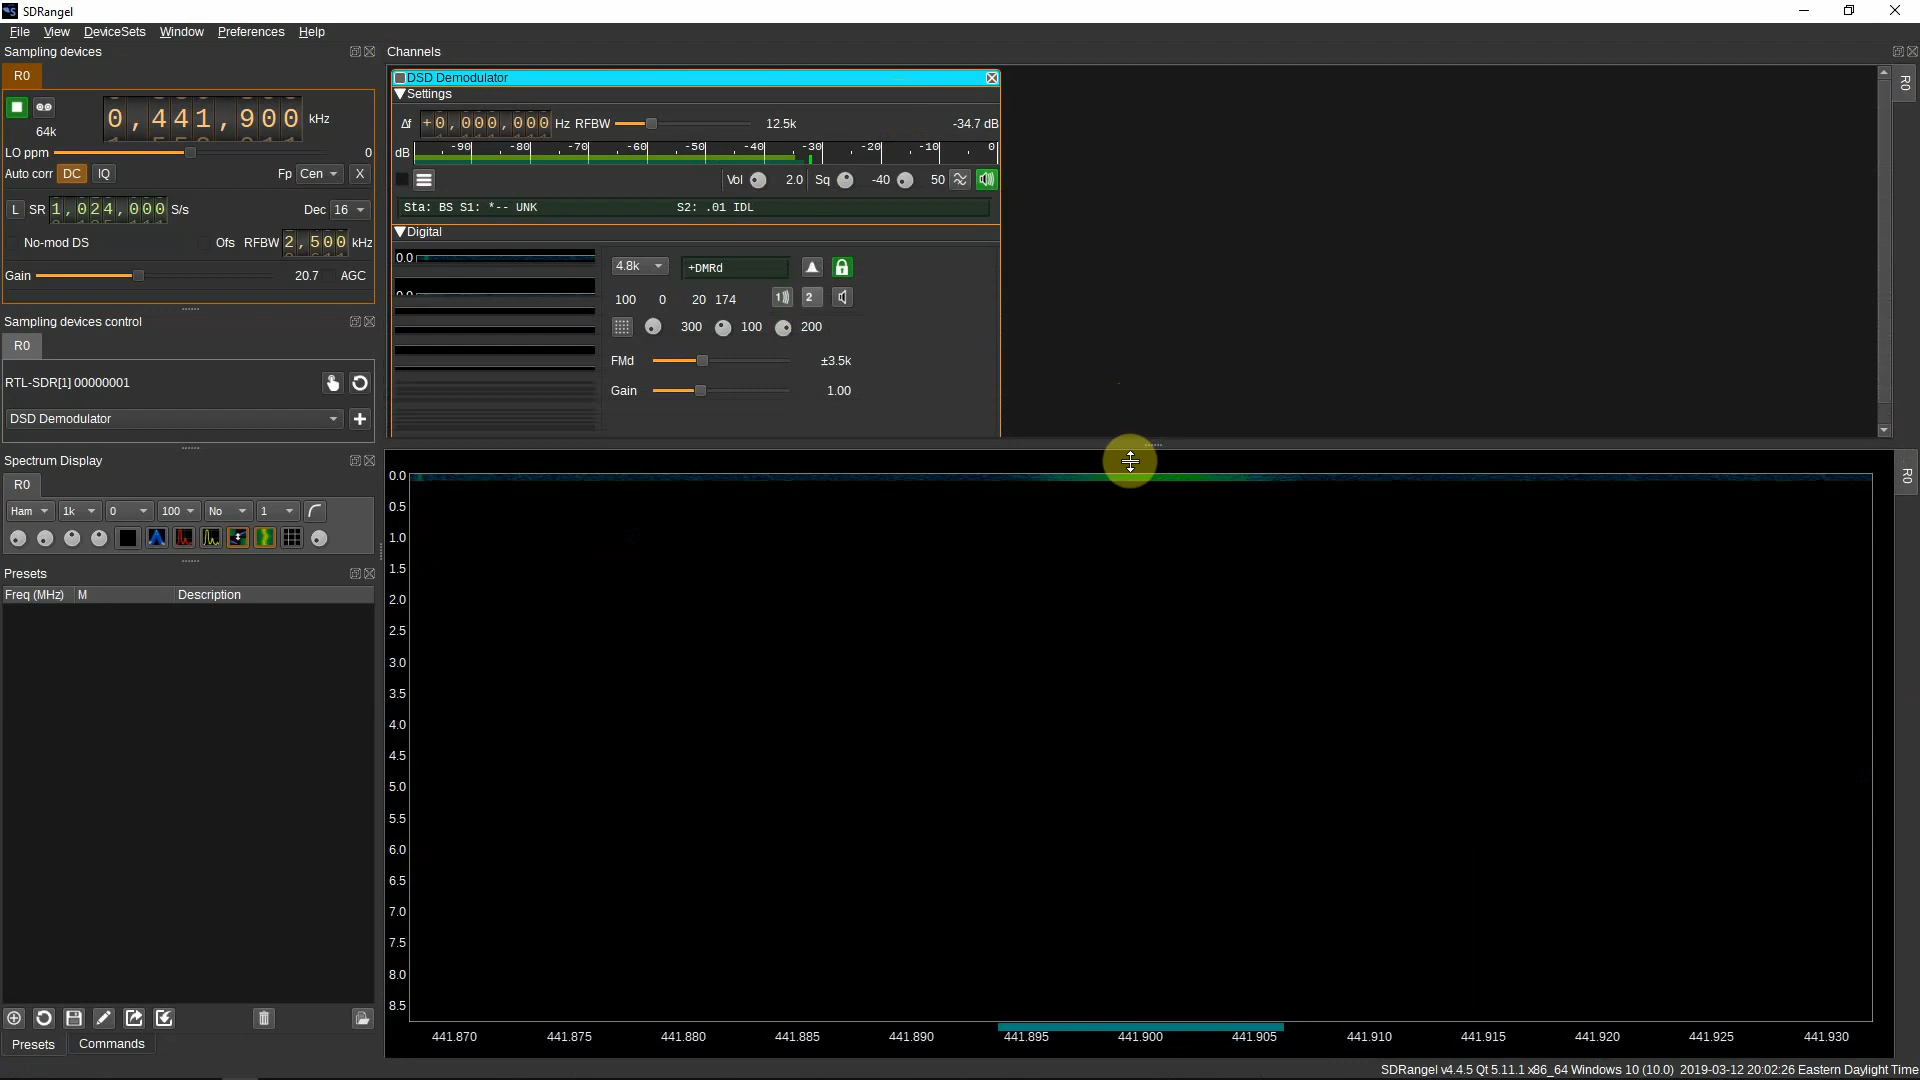 SDRangel
File View DeviceSets Window Preferences Help
Sampling devices
R0
0,441,900 kHz
64k
LO ppm 0
Auto corr DC IQ Fp Cen X
L SR 1,024,000 S/s Dec 16
No-mod DS Ofs RFBW 2,500 kHz
Gain 20.7 AGC
Sampling devices control
R0
RTL-SDR[1] 00000001
DSD Demodulator
Spectrum Display
R0
Ham 1k 0 100 No 1
Presets
Freq (MHz) M Description
Presets Commands
Channels
R0
DSD Demodulator
Settings
Δf +0,000,000 Hz RFBW 12.5k -34.7 dB
dB -90 -80 -70 -60 -50 -40 -30 -20 -10 0
Vol 2.0 Sq -40 50
Sta: BS S1: *-- UNK S2: .01 IDL
Digital
0.0
0.0
4.8k +DMRd
100 0 20 174 1 2
300 100 200
FMd ±3.5k
Gain 1.00
R0
0.0
0.5
1.0
1.5
2.0
2.5
3.0
3.5
4.0
4.5
5.0
5.5
6.0
6.5
7.0
7.5
8.0
8.5
441.870 441.875 441.880 441.885 441.890 441.895 441.900 441.905 441.910 441.915 441.920 441.925 441.930
SDRangel v4.4.5 Qt 5.11.1 x86_64 Windows 10 (10.0) 2019-03-12 20:02:26 Eastern Daylight Time